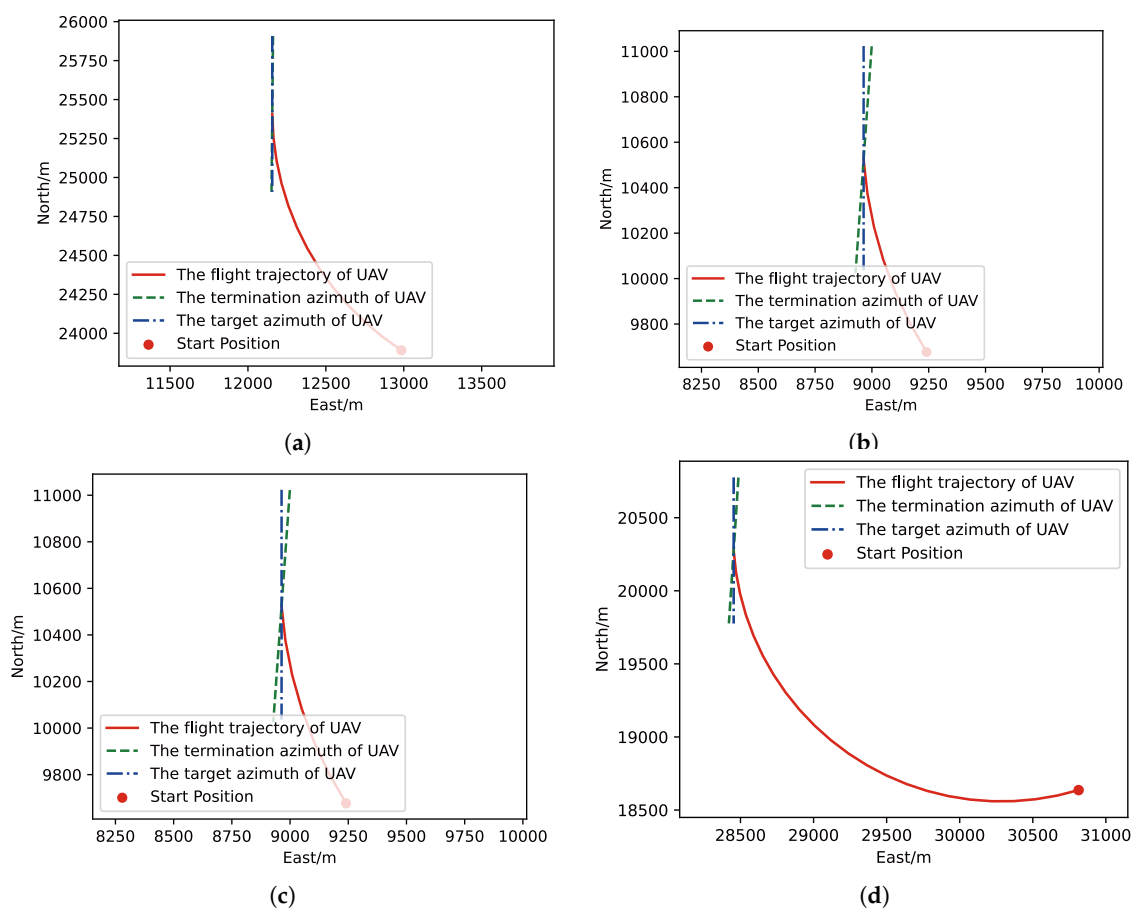 26000
25750
25500
25250
25000
24750
24500
24250
24000
North/m
The flight trajectory of UAV
The termination azimuth of UAV
The target azimuth of UAV
Start Position
11500 12000 12500 13000 13500
East/m
(a)
11000
10800
10600
10400
10200
10000
9800
North/m
The flight trajectory of UAV
The termination azimuth of UAV
The target azimuth of UAV
Start Position
8250 8500 8750 9000 9250 9500 9750 10000
East/m
(b)
11000
10800
10600
10400
10200
10000
9800
North/m
The flight trajectory of UAV
The termination azimuth of UAV
The target azimuth of UAV
Start Position
8250 8500 8750 9000 9250 9500 9750 10000
East/m
(c)
20500
20000
19500
19000
18500
North/m
The flight trajectory of UAV
The termination azimuth of UAV
The target azimuth of UAV
Start Position
28500 29000 29500 30000 30500 31000
East/m
(d)